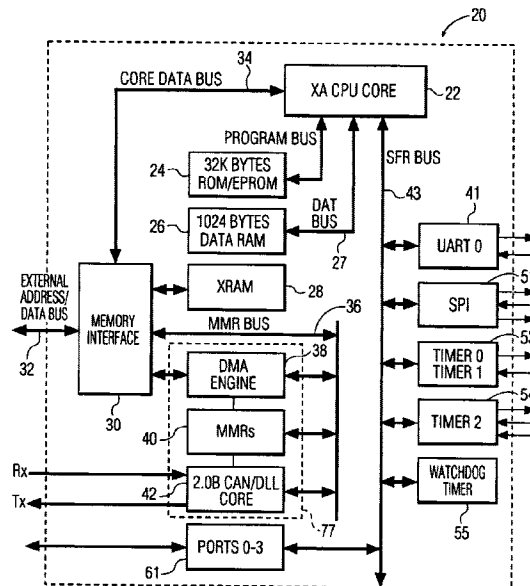 20
34
CORE DATA BUS
XA CPU CORE
22
PROGRAM BUS
SFR BUS
24
32K BYTES
ROM/EPROM
43
41
DAT
BUS
26
1024 BYTES
DATA RAM
27
UART 0
EXTERNAL
ADDRESS/
DATA BUS
32
MEMORY
INTERFACE
30
XRAM
28
36
MMR BUS
38
SPI
51
DMA
ENGINE
TIMER 0
TIMER 1
40
MMRs
TIMER 2
54
Rx
Tx
42
2.0B CAN/DLL
CORE
77
WATCHDOG
TIMER
55
PORTS 0-3
61